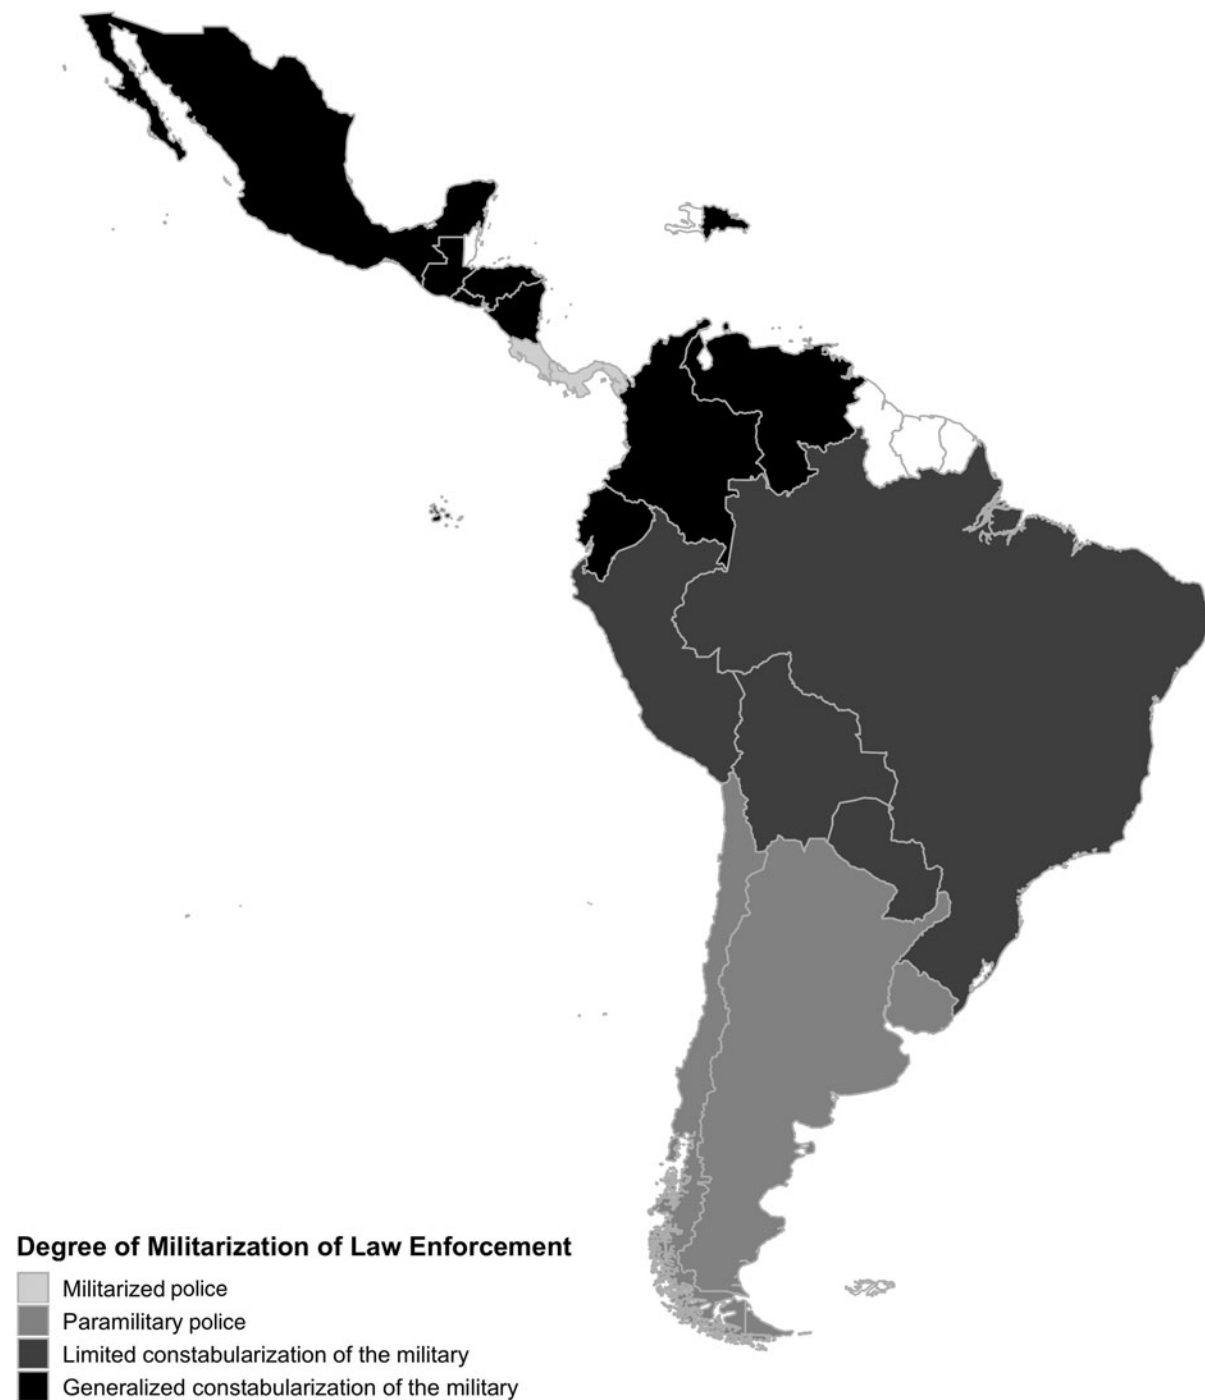 Degree of Militarization of Law Enforcement
Militarized police
Paramilitary police
Limited constabularization of the military
Generalized constabularization of the military